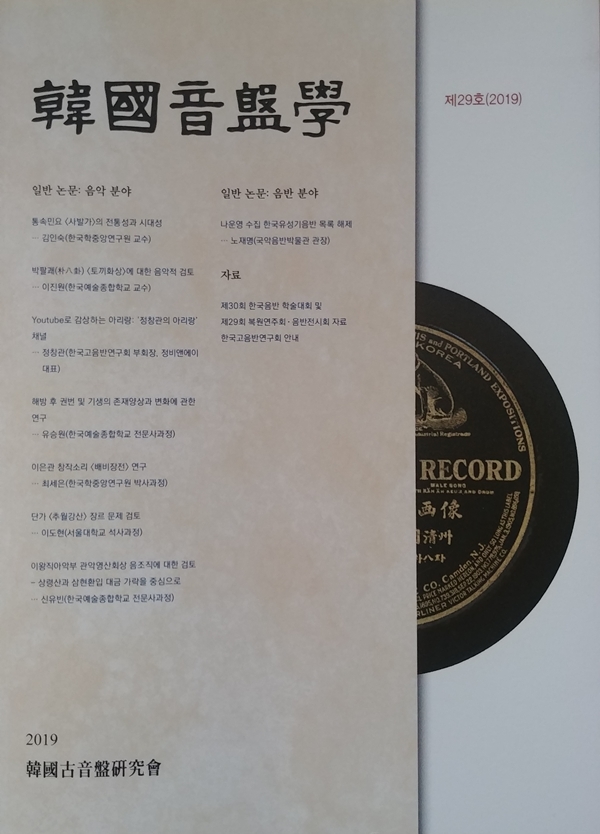 韓國音盤學
제29호(2019)
일반 논문: 음악 분야
통속민요 〈사발가〉의 전통성과 시대성
··· 김인숙(한국학중앙연구원 교수)
박팔괘(朴八卦) 〈토끼화상〉에 대한 음악적 검토
··· 이진원(한국예술종합학교 교수)
Youtube로 감상하는 아리랑: '정창관의 아리랑'
채널
··· 정창관(한국고음반연구회 부회장, 정비앤에이
대표)
해방 후 권번 및 기생의 존재양상과 변화에 관한
연구
··· 유승원(한국예술종합학교 전문사과정)
이은관 창작소리 〈배비장전〉 연구
··· 최세은(한국학중앙연구원 박사과정)
단가 〈추월강산〉 장르 문제 검토
··· 이도현(서울대학교 석사과정)
이왕직아악부 관악영산회상 음조직에 대한 검토
- 상령산과 삼현환입 대금 가락을 중심으로
··· 신유빈(한국예술종합학교 전문사과정)
일반 논문: 음반 분야
나운영 수집 한국유성기음반 목록 해제
··· 노재명(국악음반박물관 관장)
자료
제30회 한국음반 학술대회 및
제29회 복원연주회·음반전시회 자료
한국고음반연구회 안내
and PORTLAND EXPOSITIONS
KOREA
RECORD
MALE SONG
画像
清州
박八卦
CO. Camden, N.J.
2019
韓國古音盤硏究會